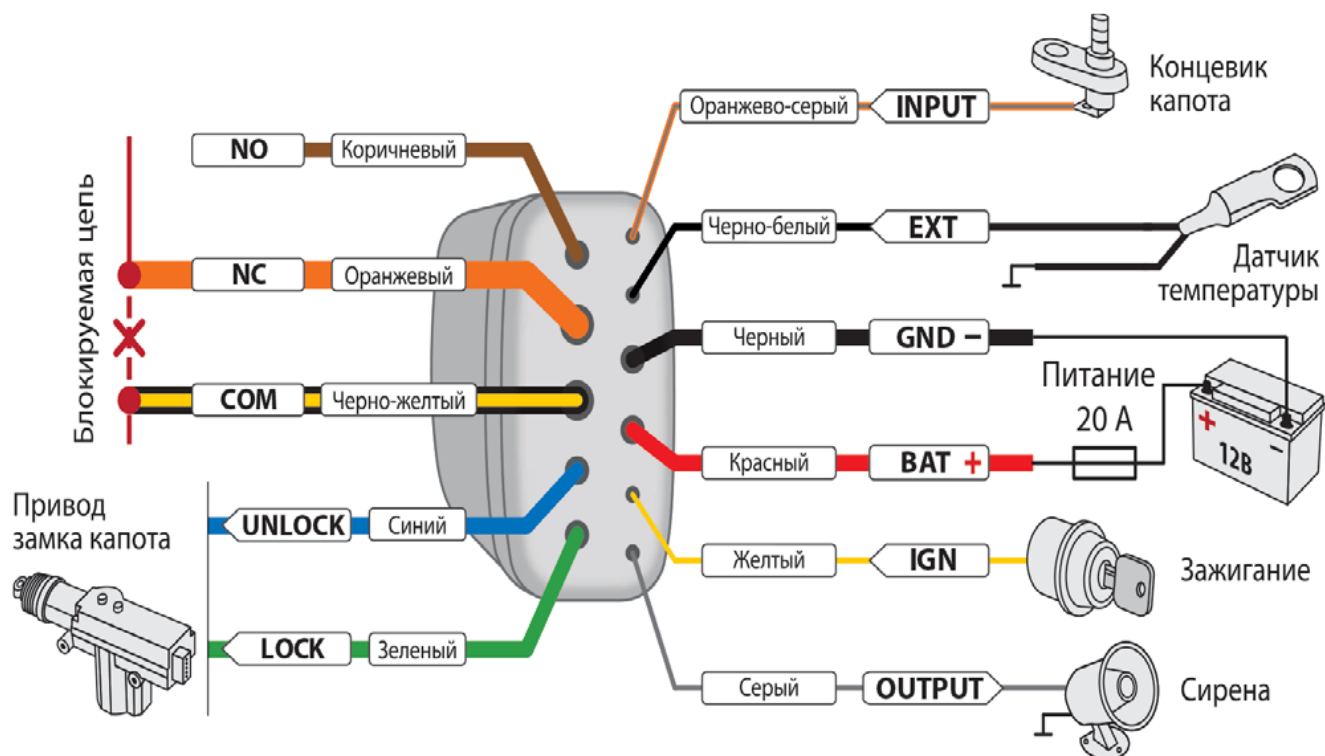 Оранжево-серый
INPUT
Концевик
капота
NO
Коричневый
Черно-белый
EXT
Датчик
температуры
Блокируемая цепь
NC
Оранжевый
Черный
GND −
Питание
20 А
COM
Черно-желтый
Красный
BAT +
+
−
12В
Привод
замка капота
UNLOCK
Синий
Желтый
IGN
Зажигание
LOCK
Зеленый
Серый
OUTPUT
Сирена